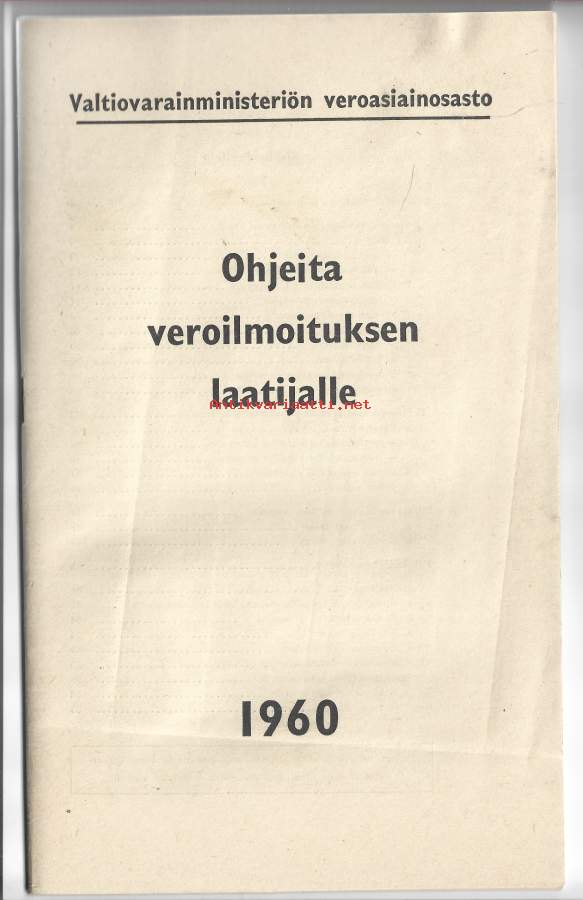 Valtiovarainministeriön veroasiainosasto
Ohjeita
veroilmoituksen
laatijalle
Antikvariaatti.net
1960